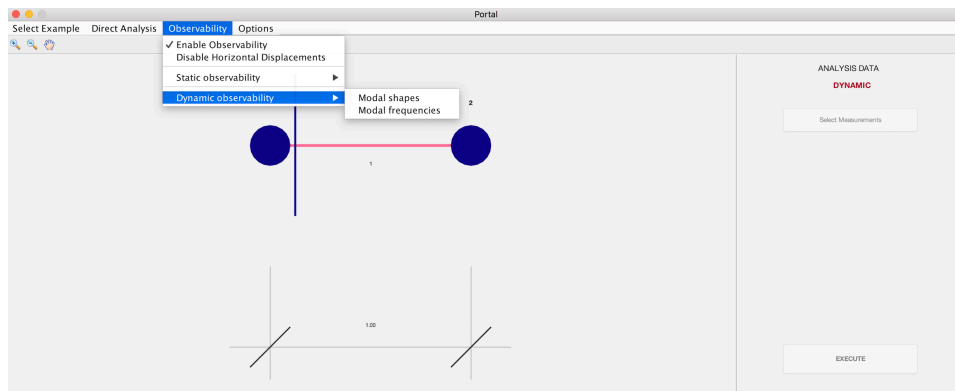 Portal
Select Example Direct Analysis Observability Options
✓ Enable Observability
Disable Horizontal Displacements
Static observability
Dynamic observability
Modal shapes
Modal frequencies
2
1
1.00
ANALYSIS DATA
DYNAMIC
Select Measurements
EXECUTE